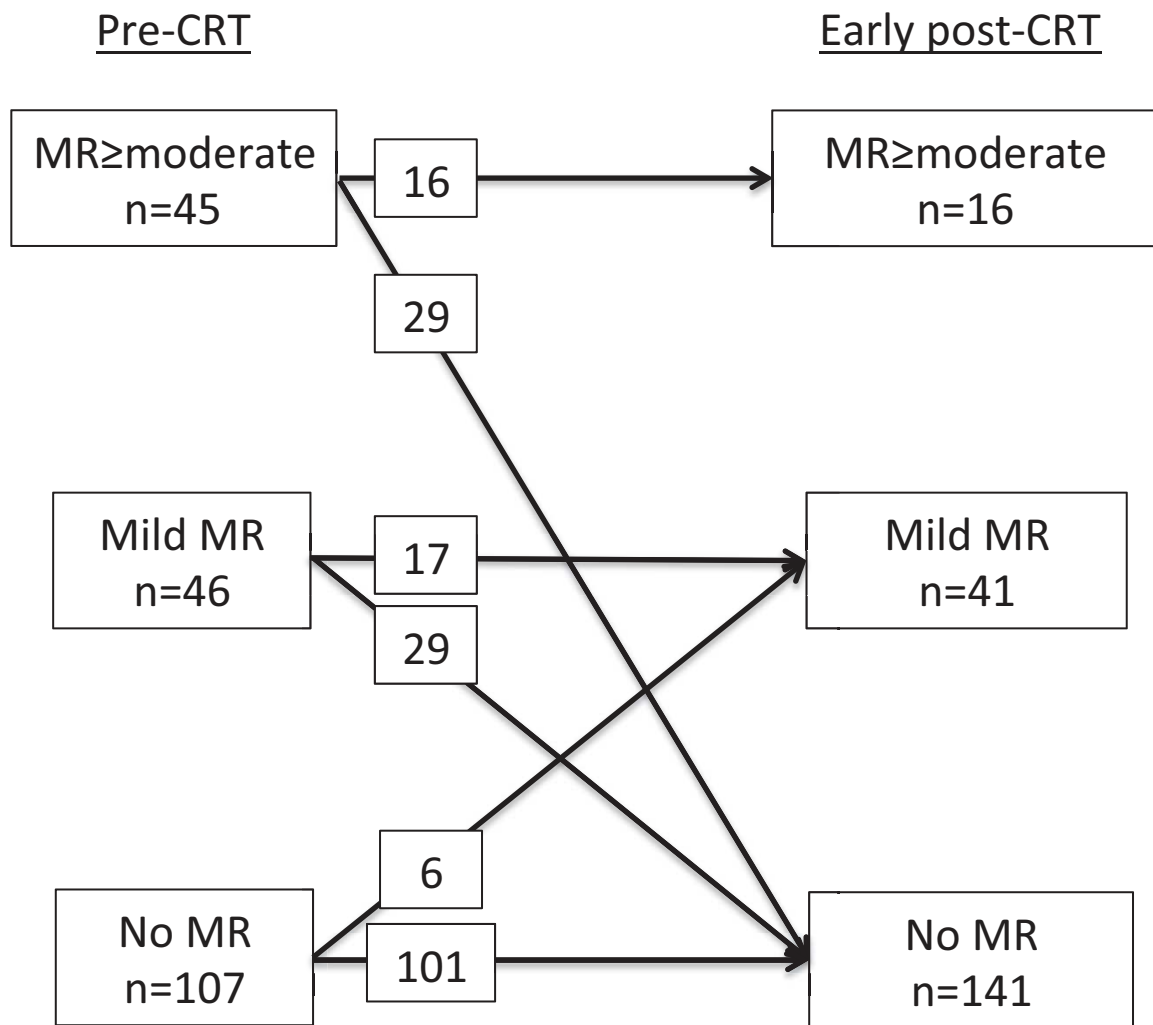 Pre-CRT
Early post-CRT
MR≥moderate
n=45
16
MR≥moderate
n=16
29
Mild MR
n=46
17
Mild MR
n=41
29
6
No MR
n=107
101
No MR
n=141